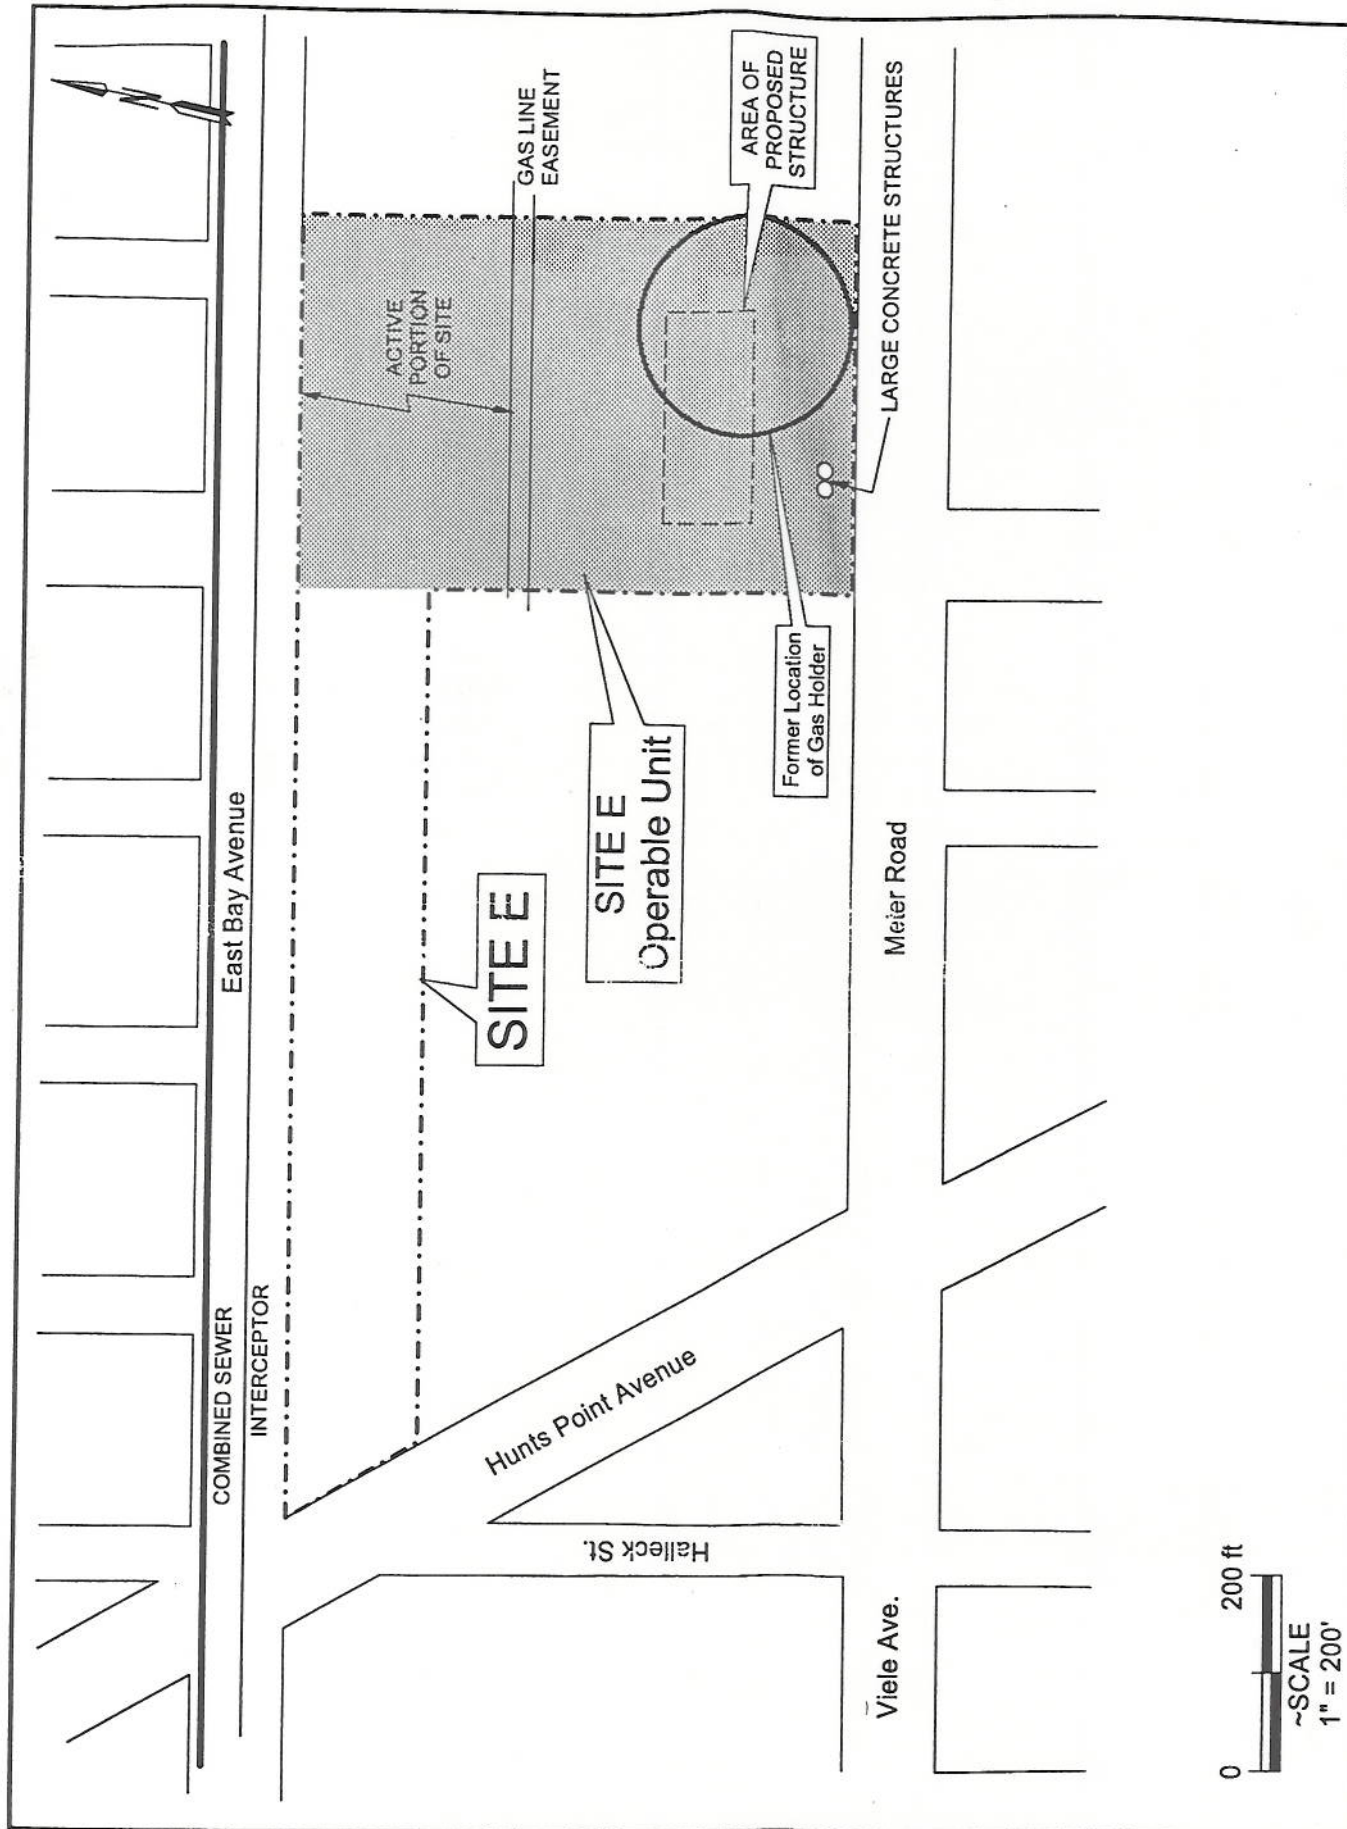 N
COMBINED SEWER
INTERCEPTOR
East Bay Avenue
ACTIVE
PORTION
OF SITE
GAS LINE
EASEMENT
AREA OF
PROPOSED
STRUCTURE
SITE E
SITE E
Operable Unit
Former Location
of Gas Holder
LARGE CONCRETE STRUCTURES
Hunts Point Avenue
Halleck St.
Meier Road
Viele Ave.
0 200 ft
~SCALE
1" = 200'